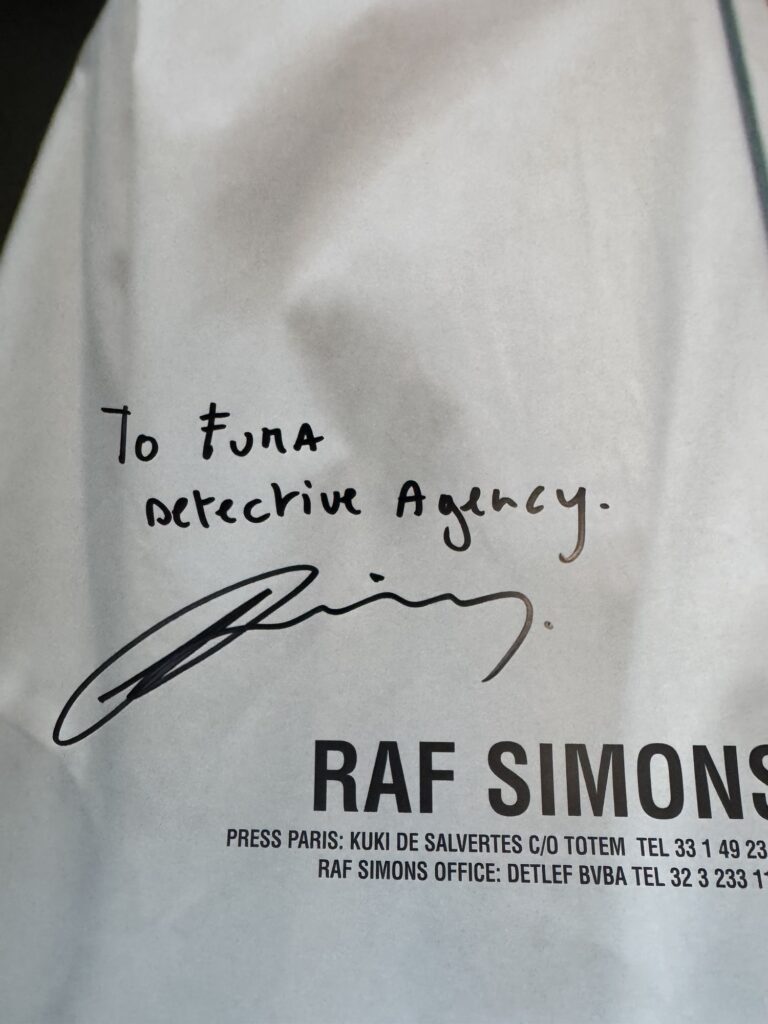 To FUMA
Detective Agency.
RAF SIMONS
PRESS PARIS: KUKI DE SALVERTES C/O TOTEM TEL 33 1 49 23
RAF SIMONS OFFICE: DETLEF BVBA TEL 32 3 233 11